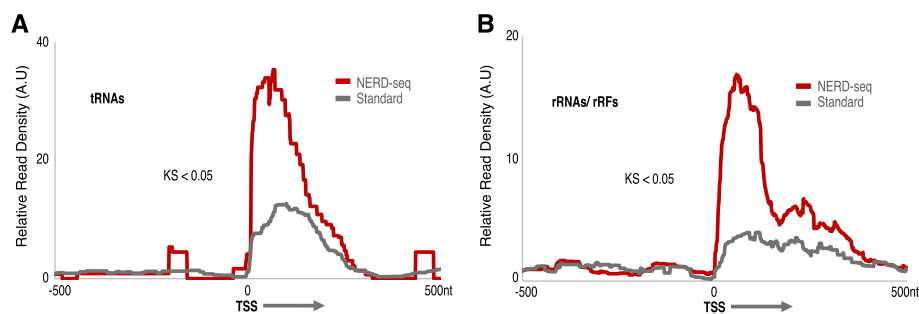 A
Relative Read Density (A.U)
40
20
0
tRNAs
NERD-seq
Standard
KS < 0.05
-500
0
500nt
TSS
B
Relative Read Density (A.U)
20
10
0
rRNAs/ rRFs
NERD-seq
Standard
KS < 0.05
-500
0
500nt
TSS